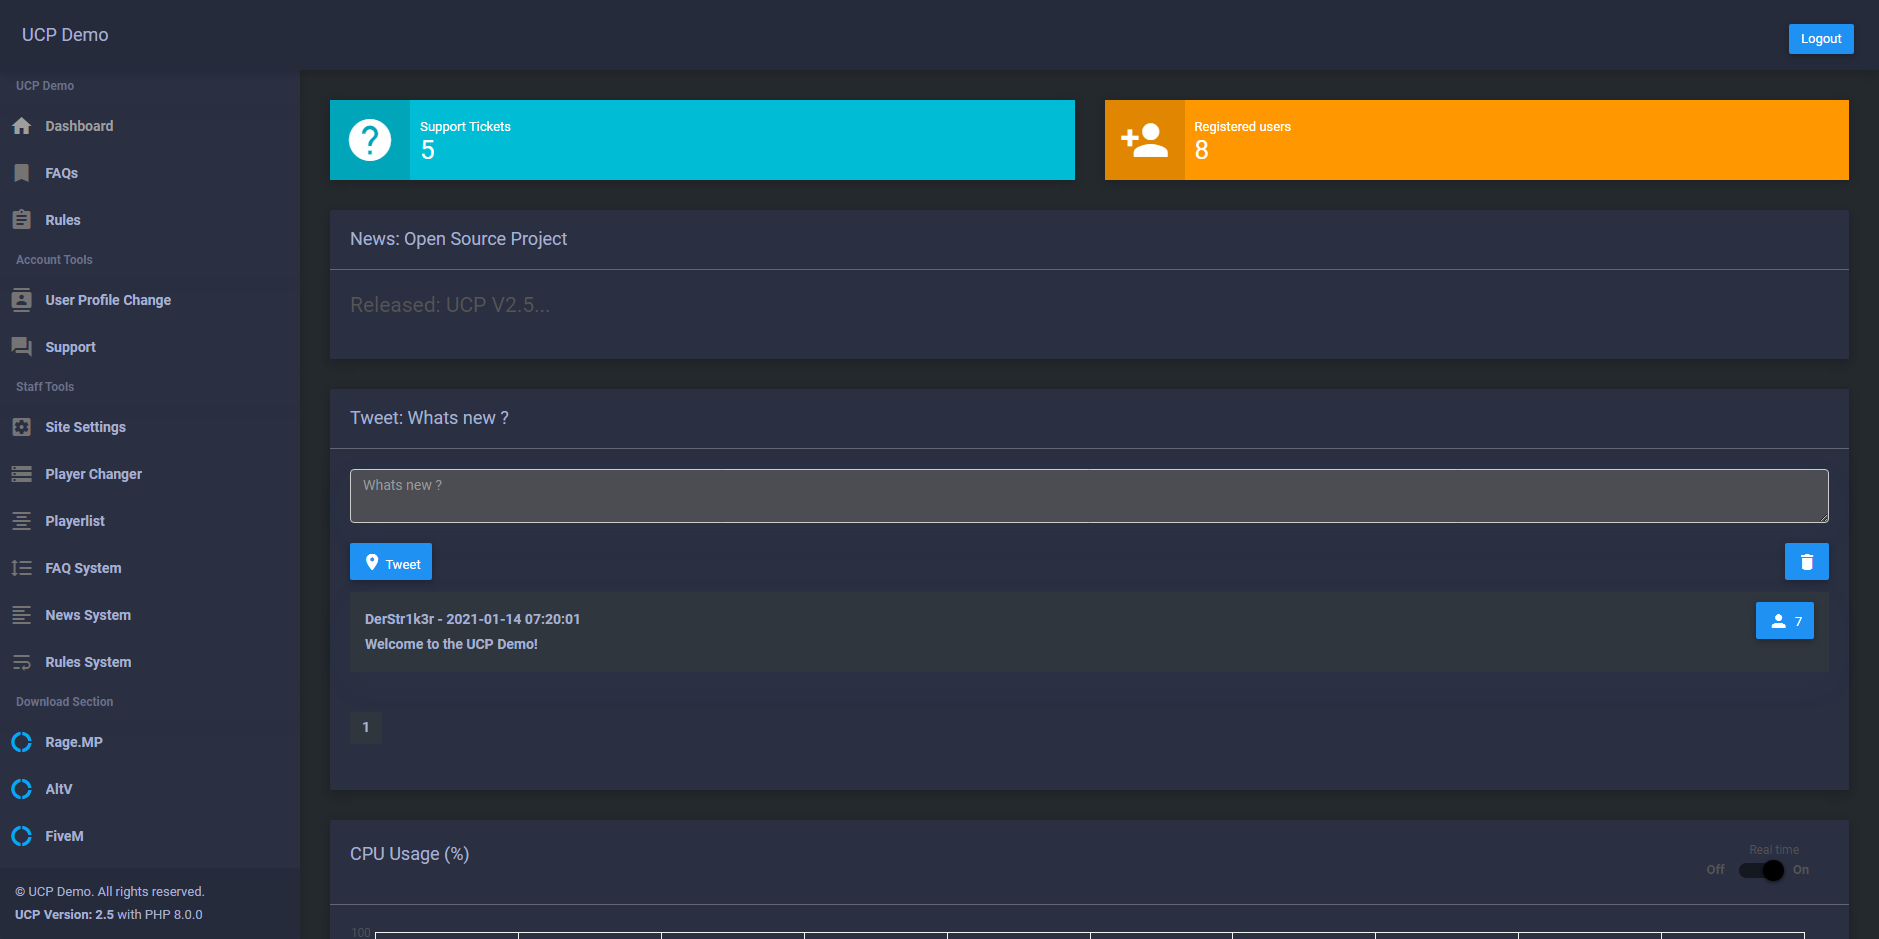 UCP Demo
Logout
UCP Demo
Dashboard
FAQs
Rules
Account Tools
User Profile Change
Support
Staff Tools
Site Settings
Player Changer
Playerlist
FAQ System
News System
Rules System
Download Section
Rage.MP
AltV
FiveM
© UCP Demo. All rights reserved.
UCP Version: 2.5 with PHP 8.0.0
Support Tickets
5
Registered users
8
News: Open Source Project
Released: UCP V2.5...
Tweet: Whats new ?
Whats new ?
Tweet
DerStr1k3r - 2021-01-14 07:20:01
7
Welcome to the UCP Demo!
1
CPU Usage (%)
Real time
Off On
100